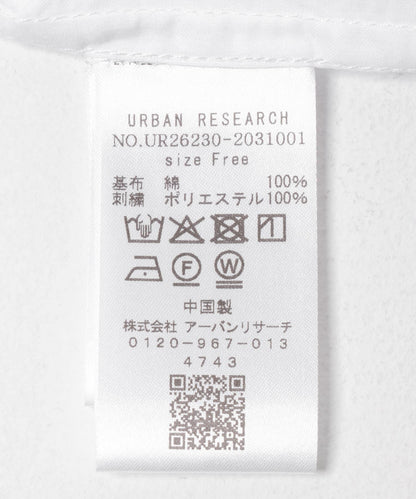 URBAN RESEARCH
NO.UR26230-2031001
size Free
基布 綿 100%
刺繍 ポリエステル100%
F W
中国製
株式会社 アーバンリサーチ
0120-967-013
4743